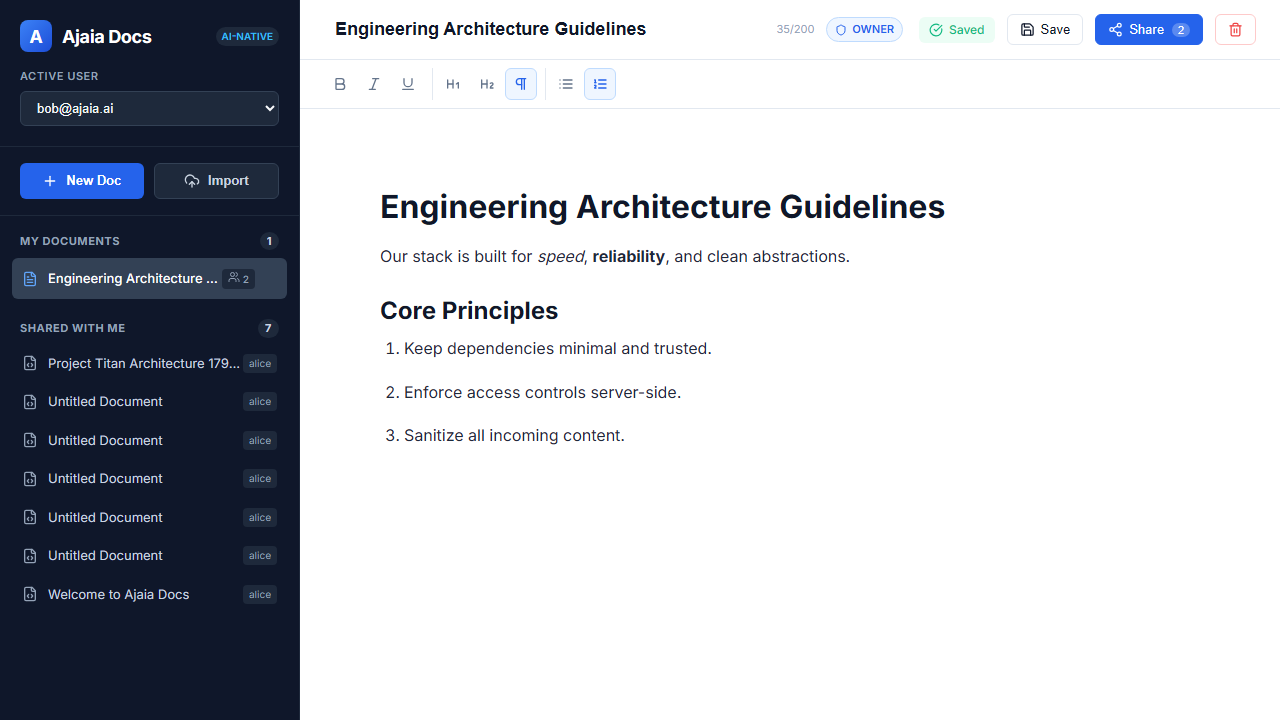 A Ajaia Docs AI-NATIVE
ACTIVE USER
bob@ajaia.ai
New Doc Import
MY DOCUMENTS 1
Engineering Architecture ... 2
SHARED WITH ME 7
Project Titan Architecture 179... alice
Untitled Document alice
Untitled Document alice
Untitled Document alice
Untitled Document alice
Untitled Document alice
Welcome to Ajaia Docs alice
Engineering Architecture Guidelines 35/200 OWNER Saved Save Share 2
B I U H1 H2
Engineering Architecture Guidelines
Our stack is built for speed, reliability, and clean abstractions.
Core Principles
1. Keep dependencies minimal and trusted.
2. Enforce access controls server-side.
3. Sanitize all incoming content.